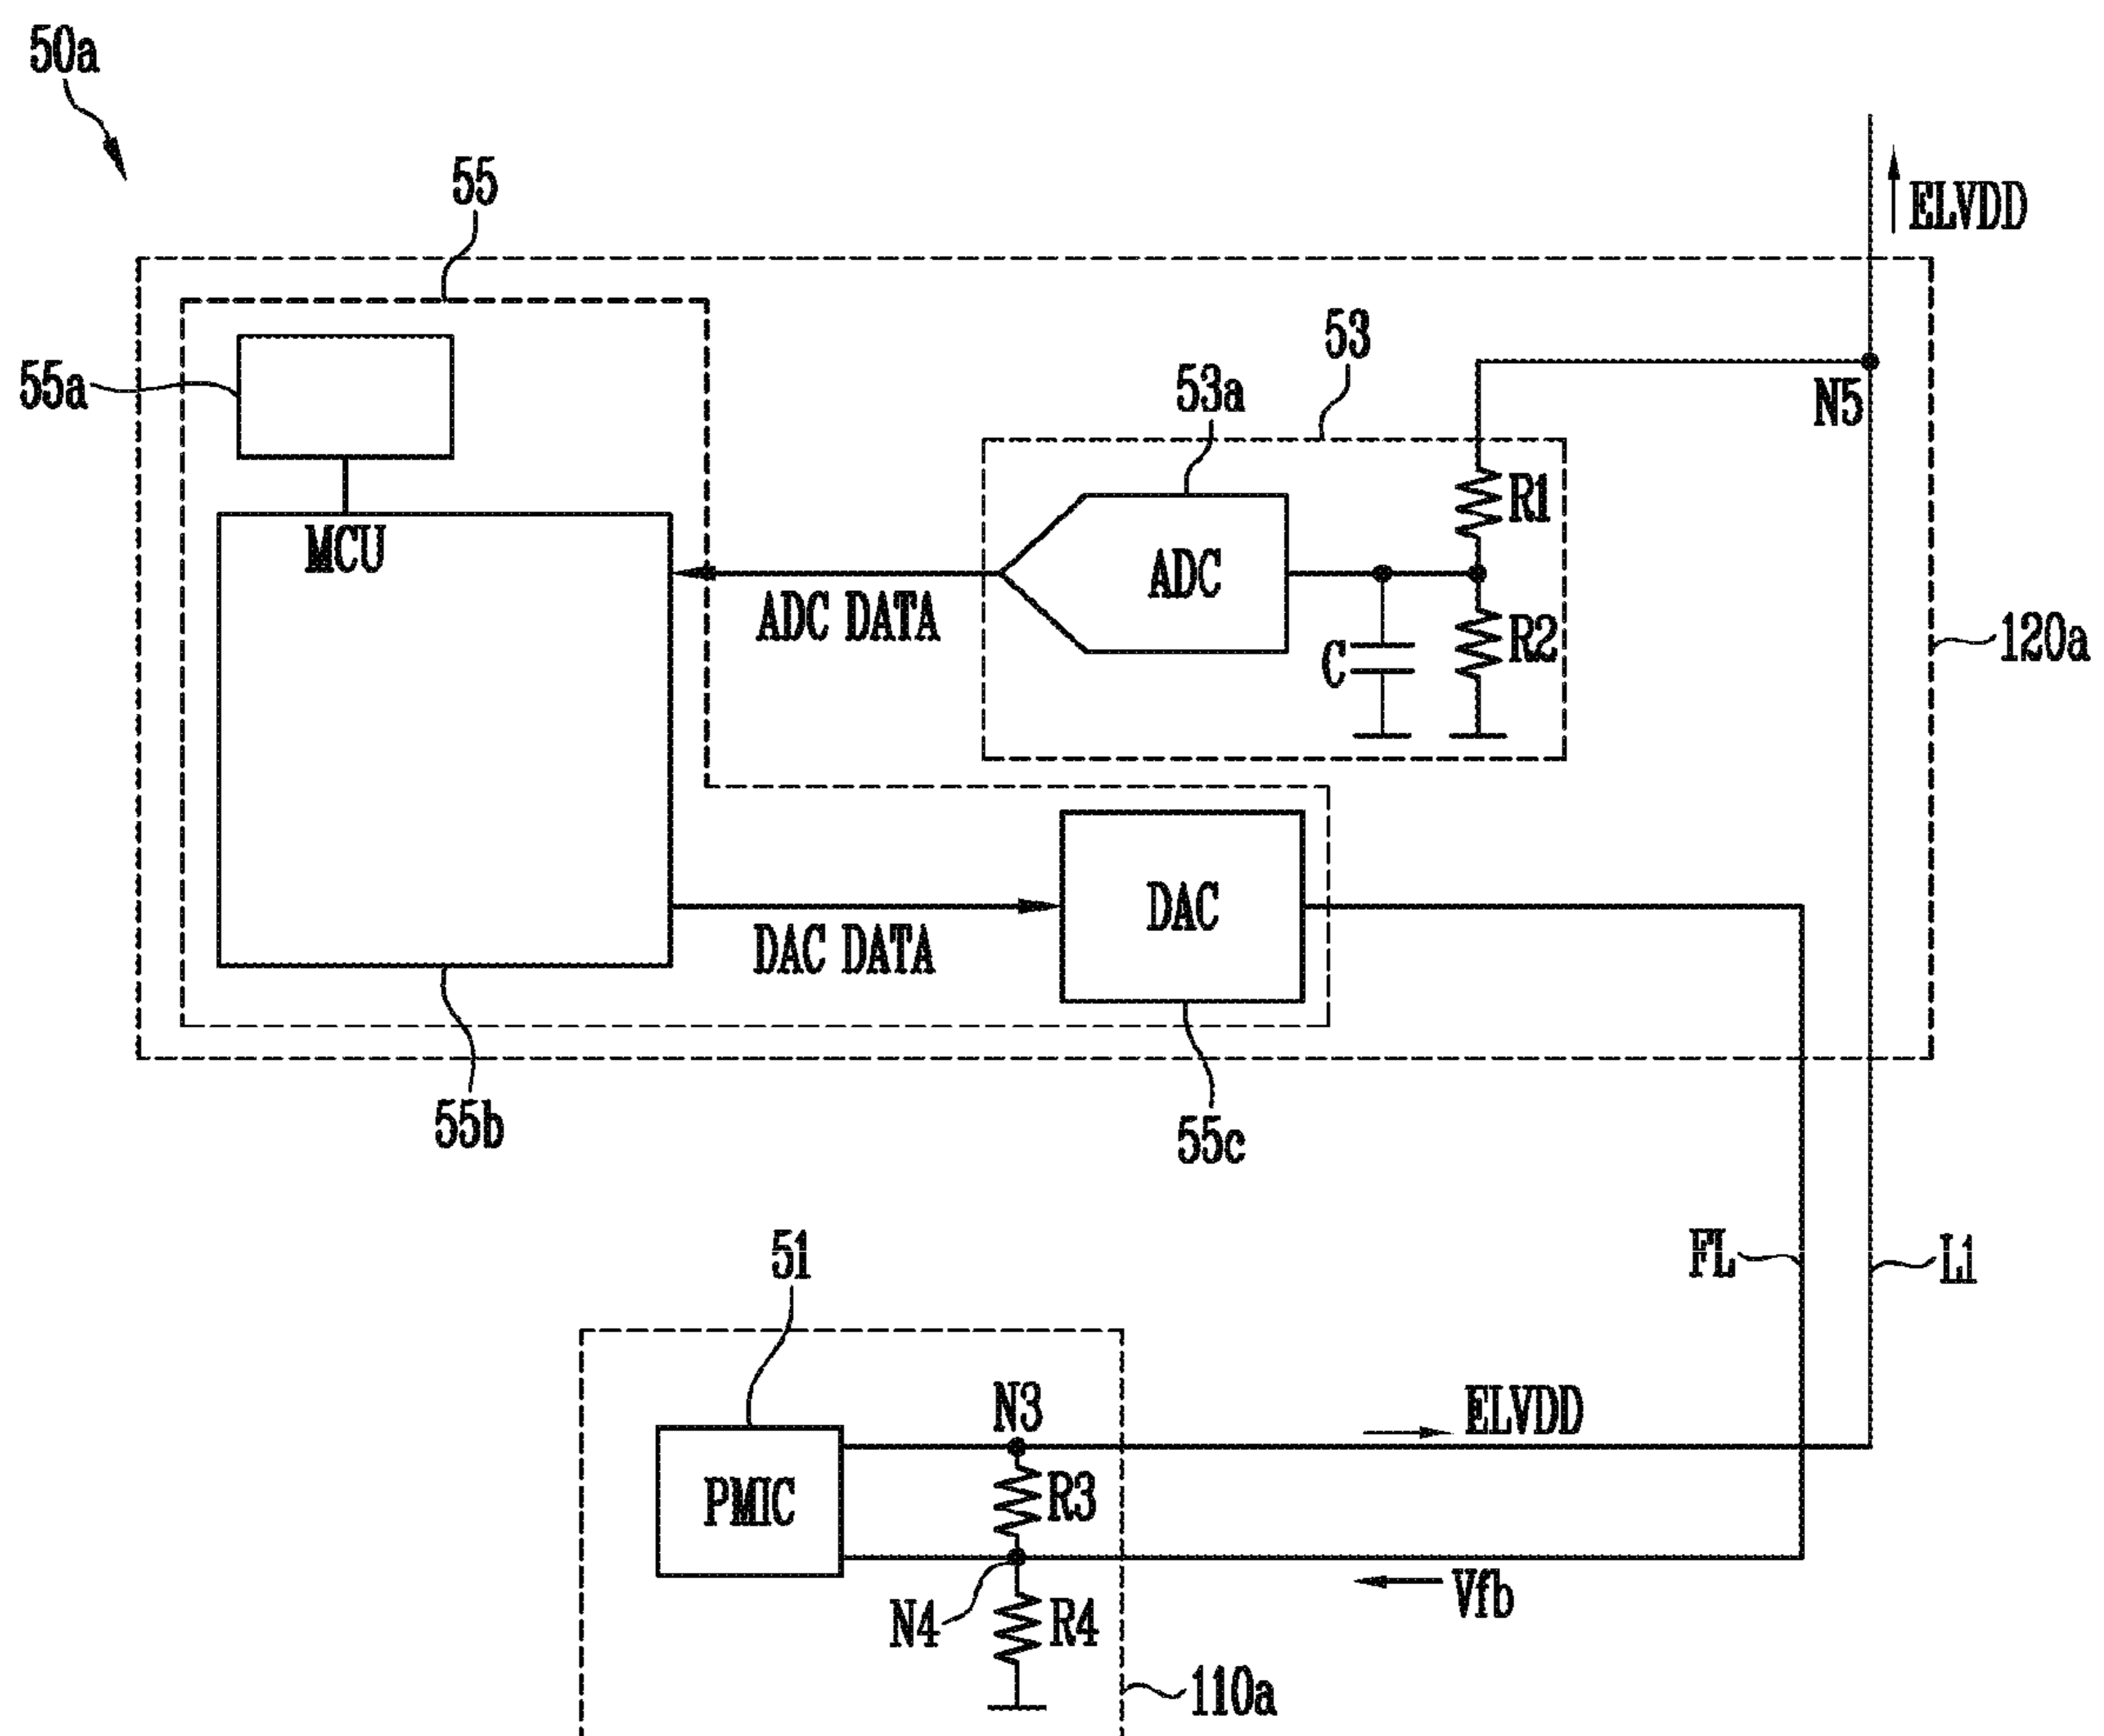 50a
55
ELVDD
53
55a
53a
N5
MCU
R1
ADC
ADC DATA
C
R2
120a
DAC
DAC DATA
55b
55c
51
FL
L1
N3
ELVDD
PMIC
R3
Vfb
N4
R4
110a